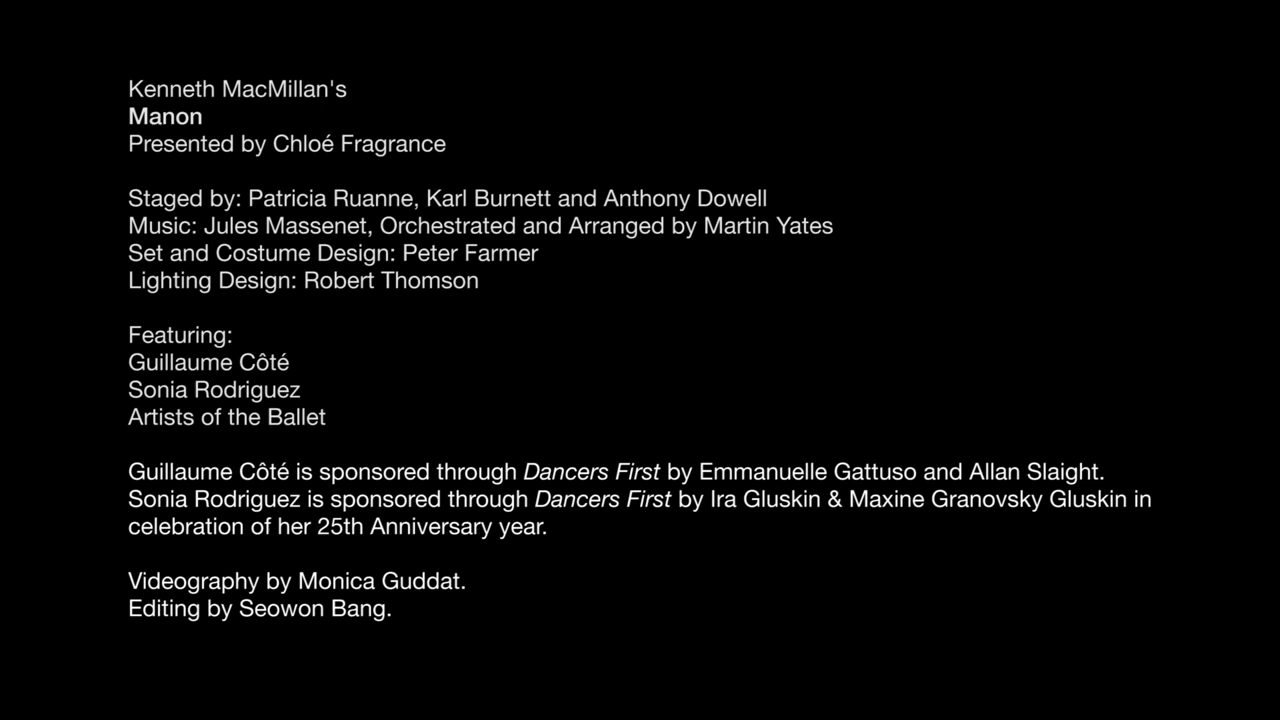 Kenneth MacMillan's
Manon
Presented by Chloé Fragrance
Staged by: Patricia Ruanne, Karl Burnett and Anthony Dowell
Music: Jules Massenet, Orchestrated and Arranged by Martin Yates
Set and Costume Design: Peter Farmer
Lighting Design: Robert Thomson
Featuring:
Guillaume Côté
Sonia Rodriguez
Artists of the Ballet
Guillaume Côté is sponsored through Dancers First by Emmanuelle Gattuso and Allan Slaight.
Sonia Rodriguez is sponsored through Dancers First by Ira Gluskin & Maxine Granovsky Gluskin in
celebration of her 25th Anniversary year.
Videography by Monica Guddat.
Editing by Seowon Bang.